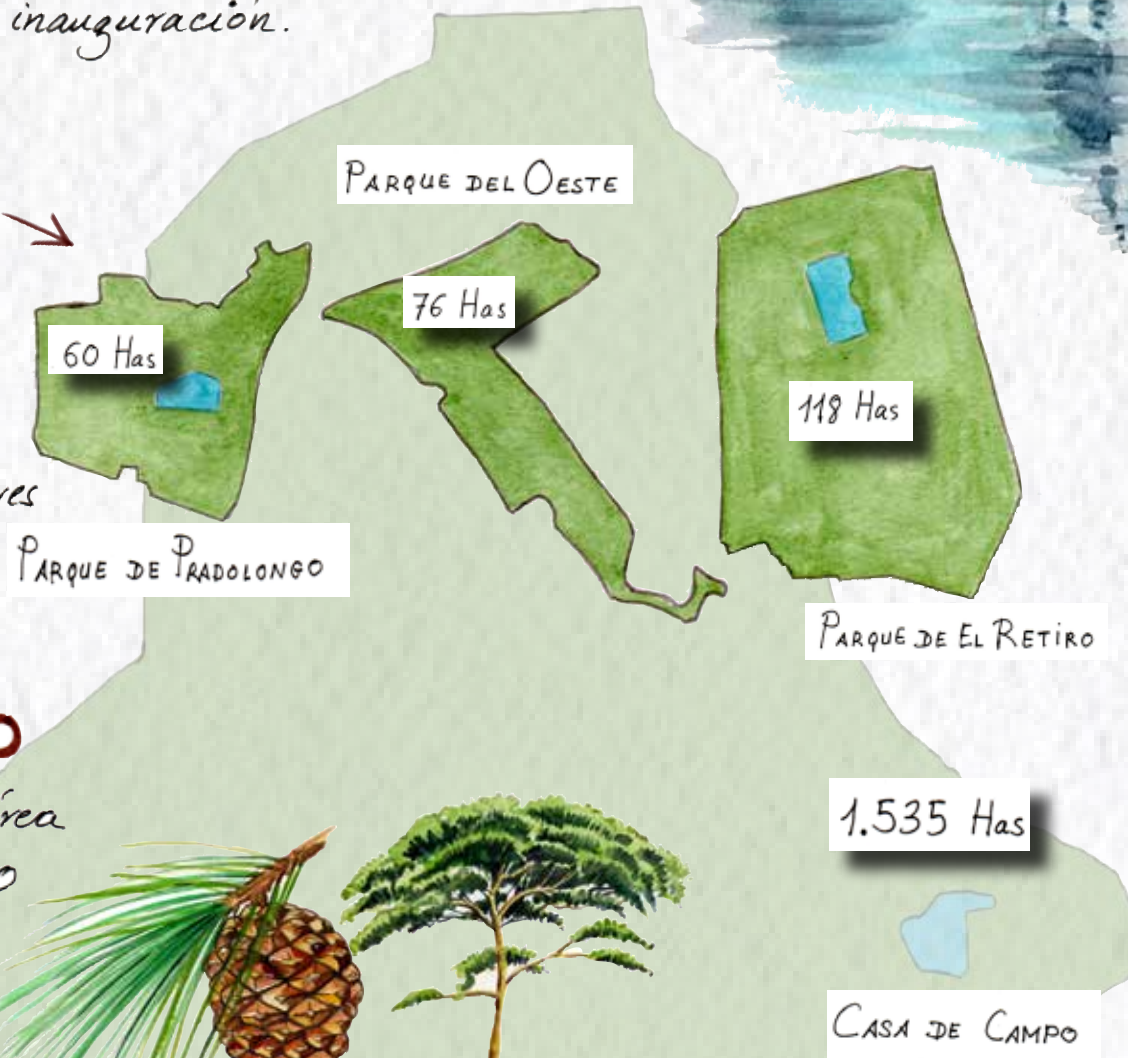 inauguración.
PARQUE DEL OESTE
76 Has
60 Has
118 Has
PARQUE DE PRADOLONGO
PARQUE DE EL RETIRO
1.535 Has
CASA DE CAMPO